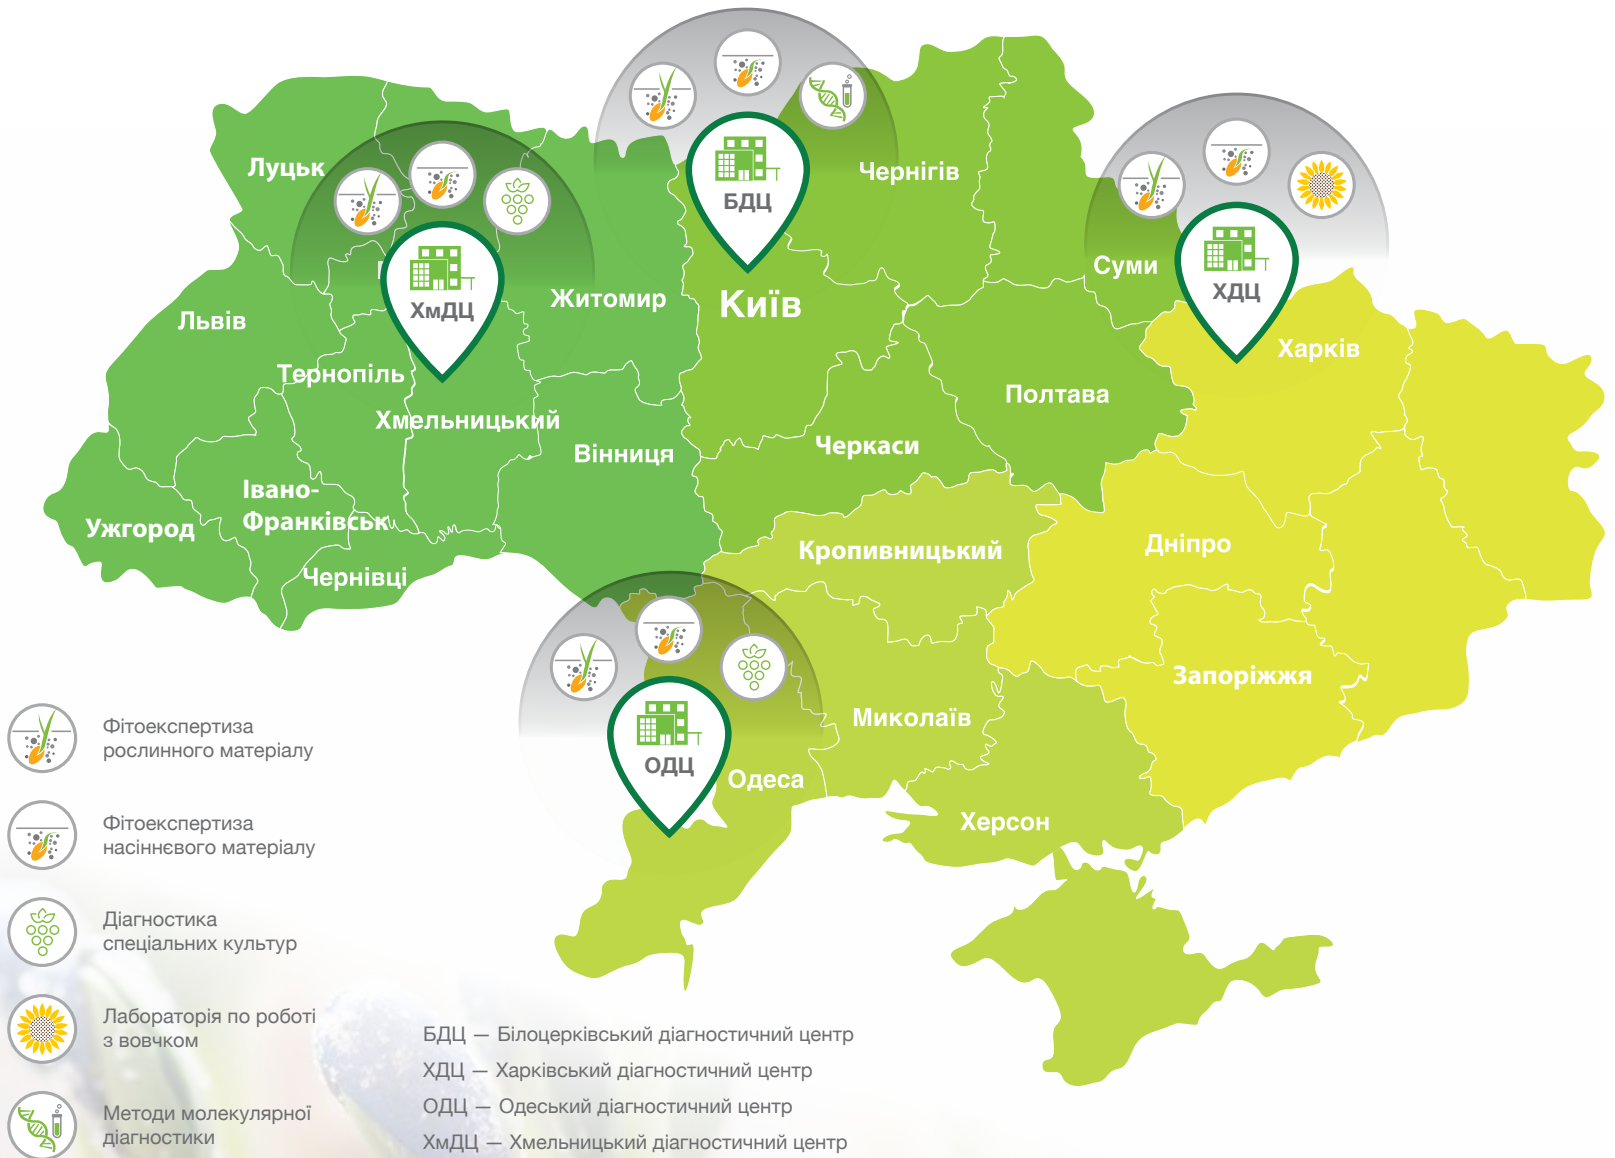 БДЦ
Луцьк
Чернігів
ХмДЦ
Суми
ХДЦ
Житомир
Київ
Львів
Харків
Тернопіль
Полтава
Хмельницький
Черкаси
Вінниця
Івано-
Франківськ
Ужгород
Дніпро
Кропивницький
Чернівці
Запоріжжя
Миколаїв
ОДЦ
Одеса
Херсон
Фітоекспертиза
рослинного матеріалу
Фітоекспертиза
насіннєвого матеріалу
Діагностика
спеціальних культур
Лабораторія по роботі
з вовчком
Методи молекулярної
діагностики
БДЦ — Білоцерківський діагностичний центр
ХДЦ — Харківський діагностичний центр
ОДЦ — Одеський діагностичний центр
ХмДЦ — Хмельницький діагностичний центр